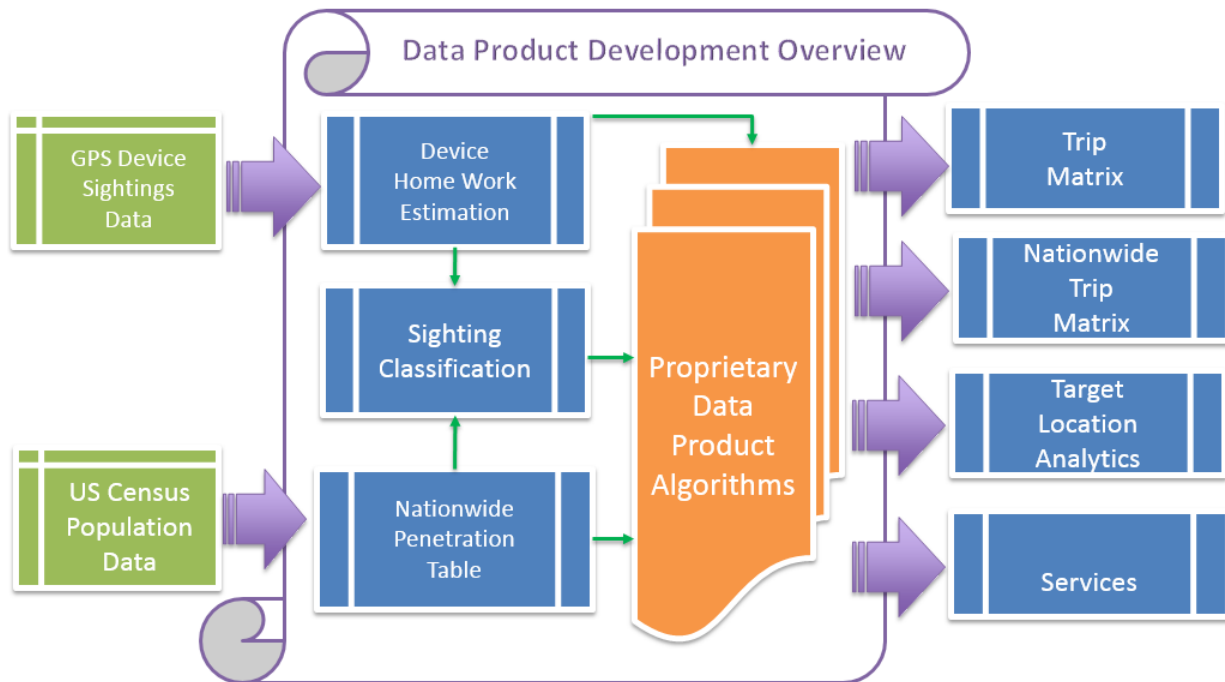 Data Product Development Overview
GPS Device
Sightings
Data
Device
Home Work
Estimation
Trip
Matrix
Nationwide
Trip
Matrix
Sighting
Classification
Proprietary
Data
Product
Algorithms
Target
Location
Analytics
US Census
Population
Data
Nationwide
Penetration
Table
Services